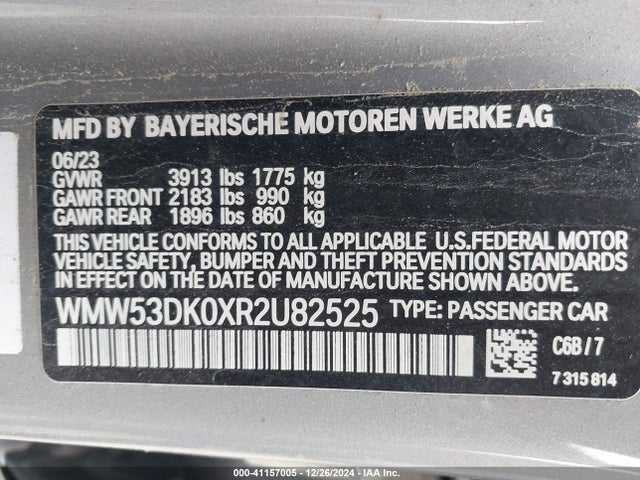 MFD BY BAYERISCHE MOTOREN WERKE AG
06/23
GVWR 3913 lbs 1775 kg
GAWR FRONT 2183 lbs 990 kg
GAWR REAR 1896 lbs 860 kg
THIS VEHICLE CONFORMS TO ALL APPLICABLE U.S.FEDERAL MOTOR
VEHICLE SAFETY, BUMPER AND THEFT PREVENTION STANDARDS
IN EFFECT ON THE DATE OF MANUFACTURE SHOWN ABOVE.
WMW53DK0XR2U82525 TYPE: PASSENGER CAR
C6B/7
7315814
000-41157005 | 12/26/2024 | IAA Inc.